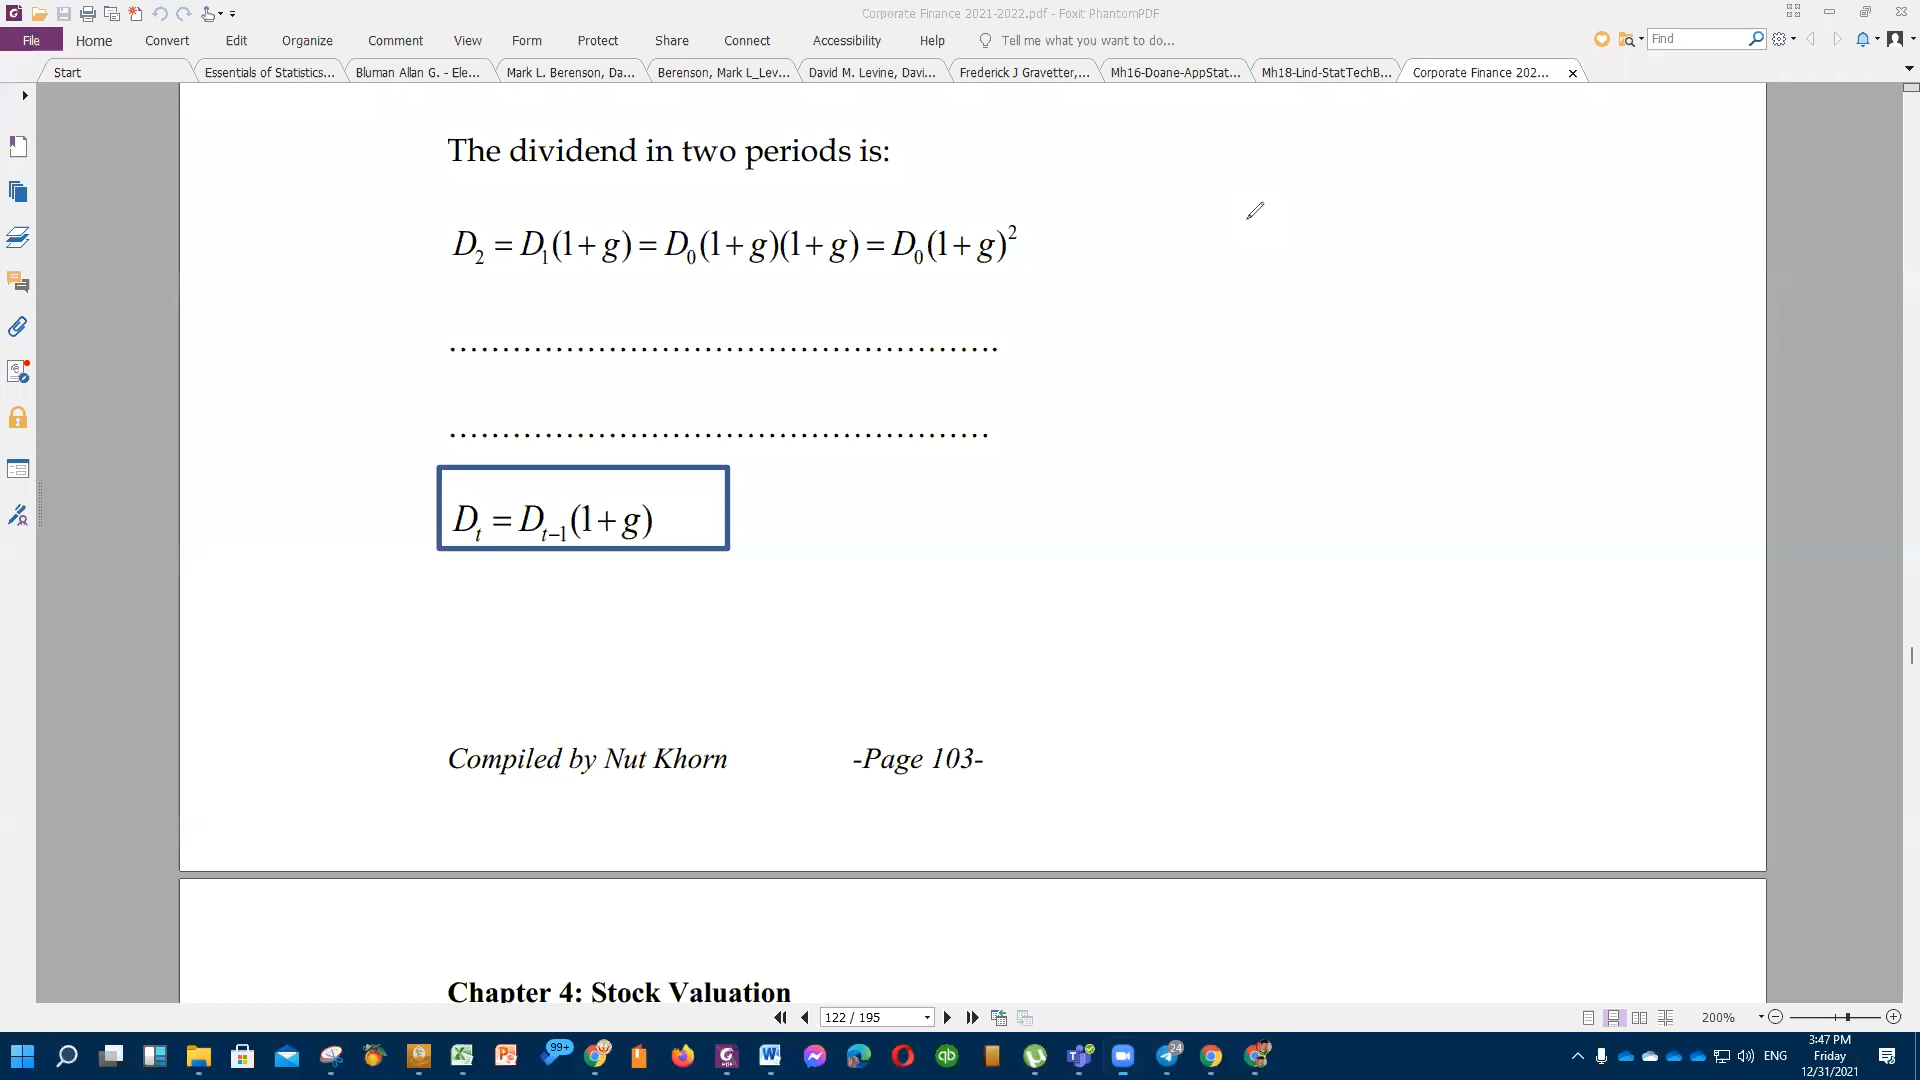 Corporate Finance 2021-2022.pdf - Foxit PhantomPDF
File Home Convert Edit Organize Comment View Form Protect Share Connect Accessibility Help Tell me what you want to do... Find
Start Essentials of Statistics... Bluman Allan G. - Ele... Mark L. Berenson, Da... Berenson, Mark L_Lev... David M. Levine, Davi... Frederick J Gravetter,... Mh16-Doane-AppStat... Mh18-Lind-StatTechB... Corporate Finance 202...
The dividend in two periods is:
D₂ = D₁(1+g) = D₀(1+g)(1+g) = D₀(1+g)²
……………………………………………….
………………………………………………
Dₜ = Dₜ₋₁(1+g)
Compiled by Nut Khorn -Page 103-
Chapter 4: Stock Valuation
122 / 195 200%
99+ 24 ENG
3:47 PM
Friday
12/31/2021